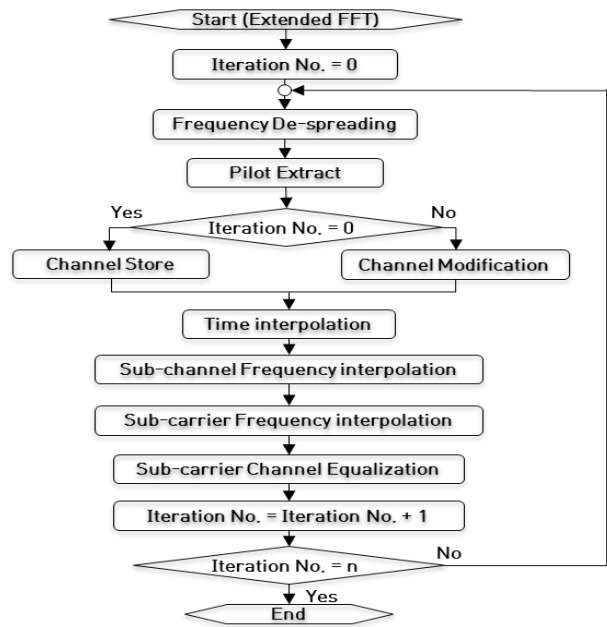 Start (Extended FFT)
Iteration No. = 0
Frequency De-spreading
Pilot Extract
Yes
No
Iteration No. = 0
Channel Store
Channel Modification
Time interpolation
Sub-channel Frequency interpolation
Sub-carrier Frequency interpolation
Sub-carrier Channel Equalization
Iteration No. = Iteration No. + 1
No
Iteration No. = n
Yes
End